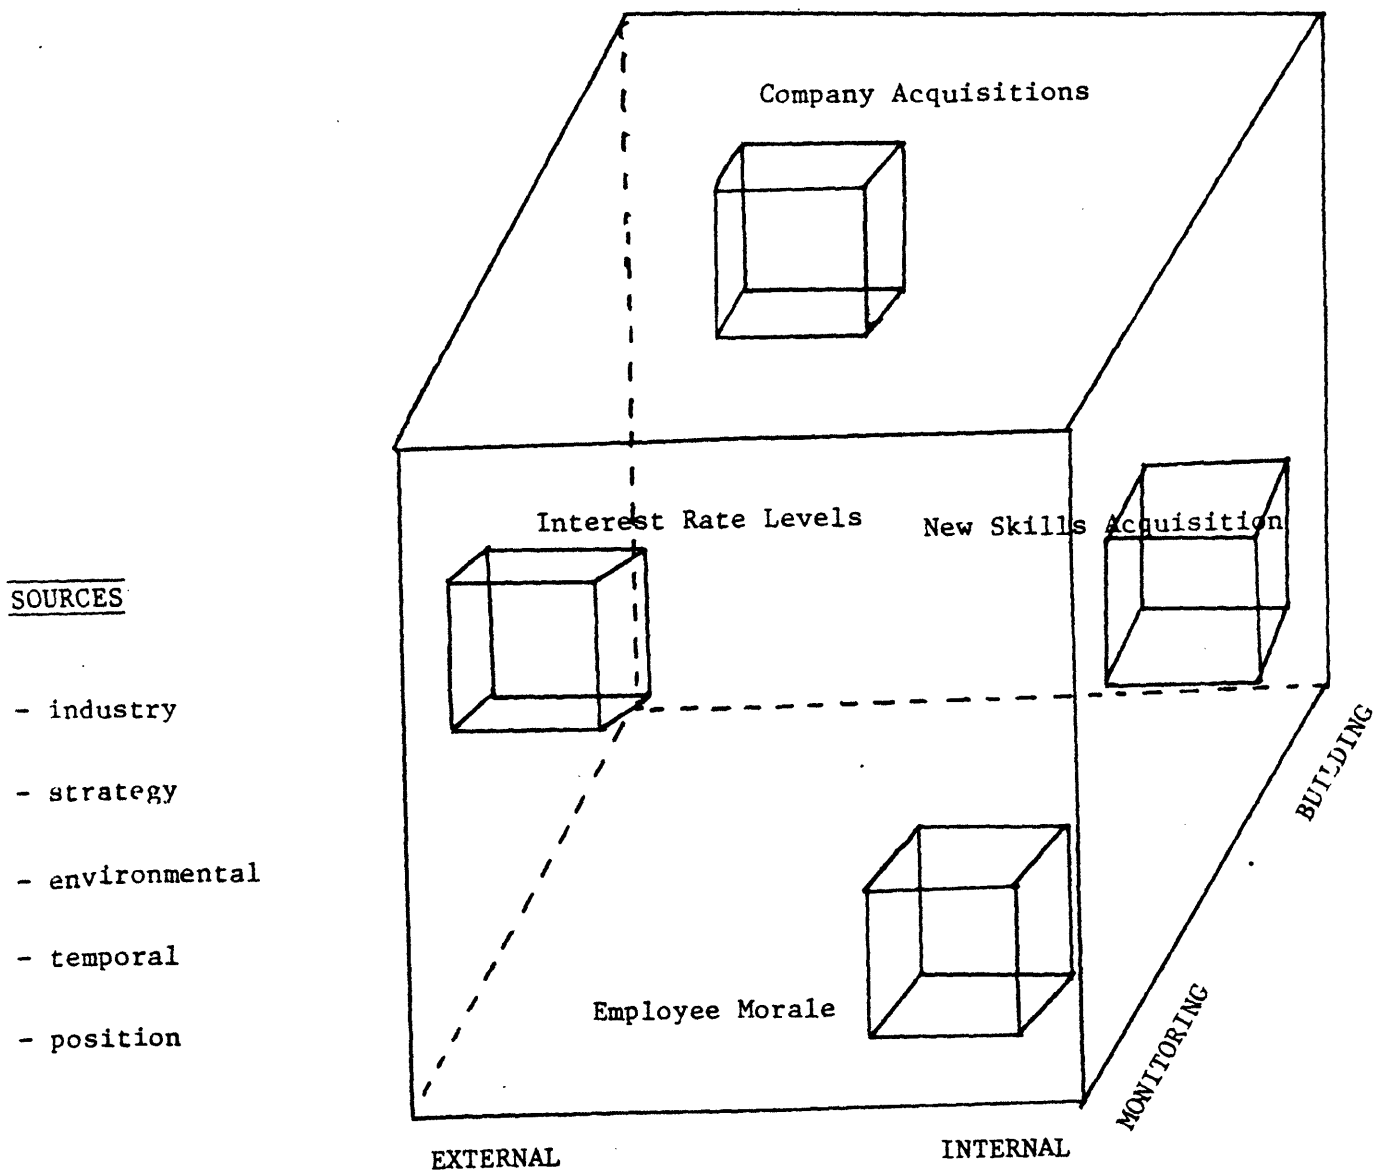 Company Acquisitions
Interest Rate Levels
New Skills Acquisition
SOURCES
- industry
- strategy
- environmental
- temporal
- position
Employee Morale
BUILDING
MONITORING
EXTERNAL
INTERNAL